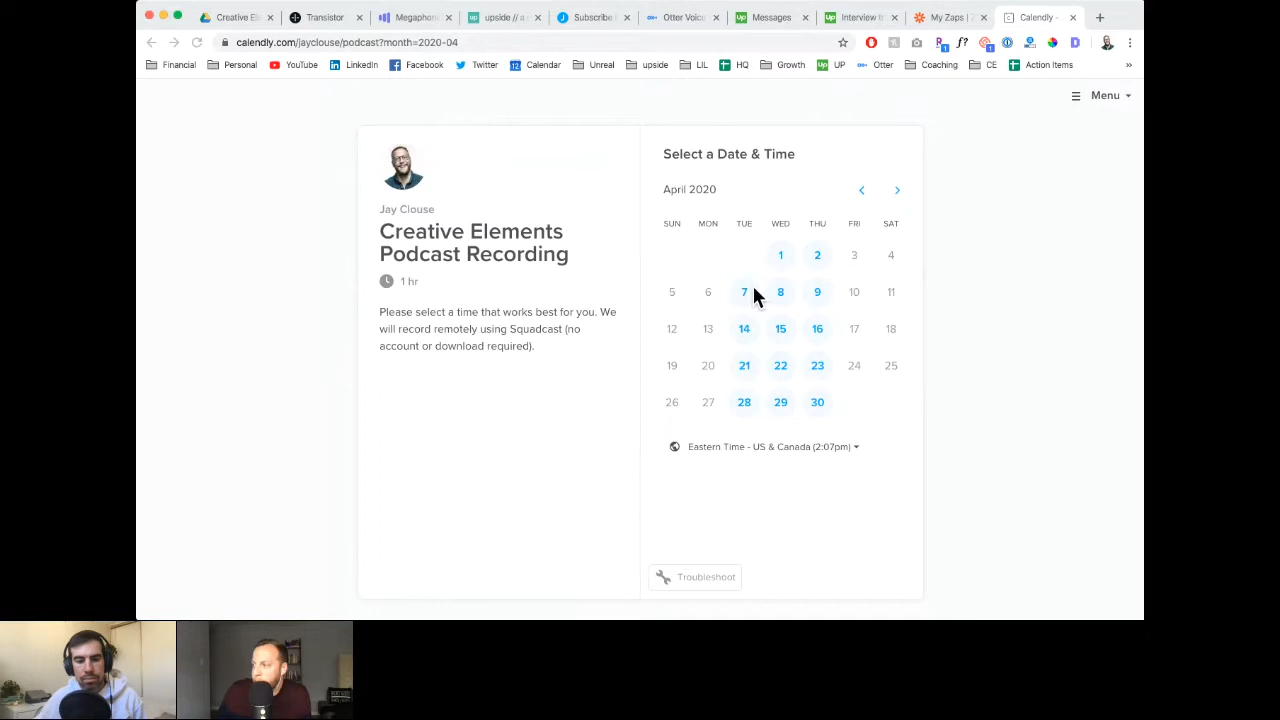 Creative El
Transistor
Megaphon
upside // a
Subscribe
Otter Voice
Messages
Interview tr
My Zaps | Z
Calendly -
calendly.com/jayclouse/podcast?month=2020-04
Financial Personal YouTube LinkedIn Facebook Twitter Calendar Unreal upside LIL HQ Growth UP Otter Coaching CE Action Items »
Menu
Jay Clouse
Creative Elements
Podcast Recording
1 hr
Please select a time that works best for you. We
will record remotely using Squadcast (no
account or download required).
Select a Date & Time
April 2020
SUN MON TUE WED THU FRI SAT
1 2 3 4
5 6 7 8 9 10 11
12 13 14 15 16 17 18
19 20 21 22 23 24 25
26 27 28 29 30
Eastern Time - US & Canada (2:07pm)
Troubleshoot